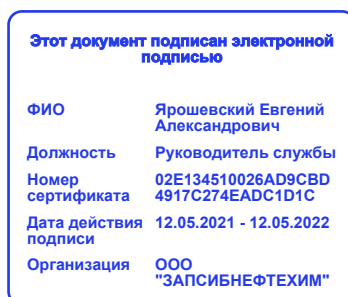 Этот документ подписан электронной
подписью
ФИО Ярошевский Евгений
Александрович
Должность Руководитель службы
Номер 02E134510026AD9CBD
сертификата 4917C274EADC1D1C
Дата действия 12.05.2021 - 12.05.2022
подписи
Организация ООО
"ЗАПСИБНЕФТЕХИМ"